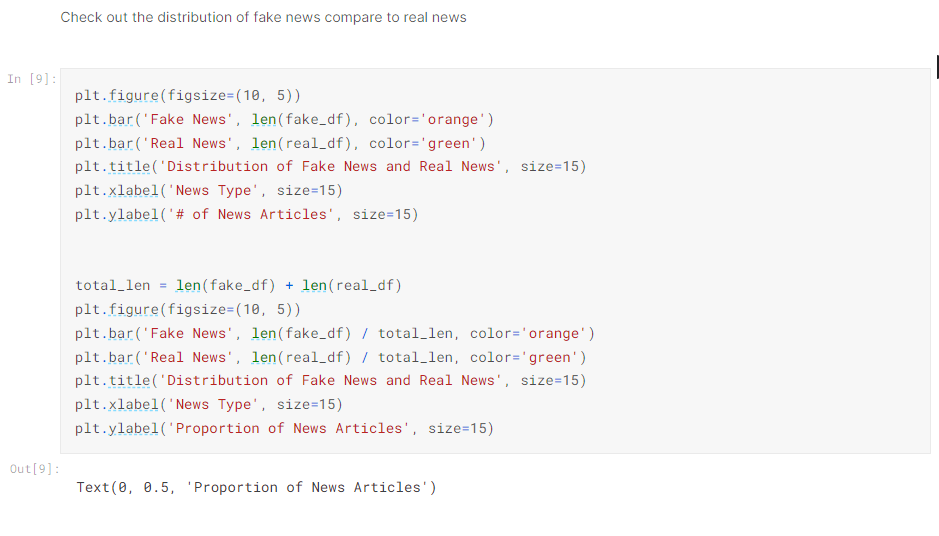 Check out the distribution of fake news compare to real news
In [9]:
plt.figure(figsize=(10, 5))
plt.bar('Fake News', len(fake_df), color='orange')
plt.bar('Real News', len(real_df), color='green')
plt.title('Distribution of Fake News and Real News', size=15)
plt.xlabel('News Type', size=15)
plt.ylabel('# of News Articles', size=15)
total_len = len(fake_df) + len(real_df)
plt.figure(figsize=(10, 5))
plt.bar('Fake News', len(fake_df) / total_len, color='orange')
plt.bar('Real News', len(real_df) / total_len, color='green')
plt.title('Distribution of Fake News and Real News', size=15)
plt.xlabel('News Type', size=15)
plt.ylabel('Proportion of News Articles', size=15)
Out[9]:
Text(0, 0.5, 'Proportion of News Articles')